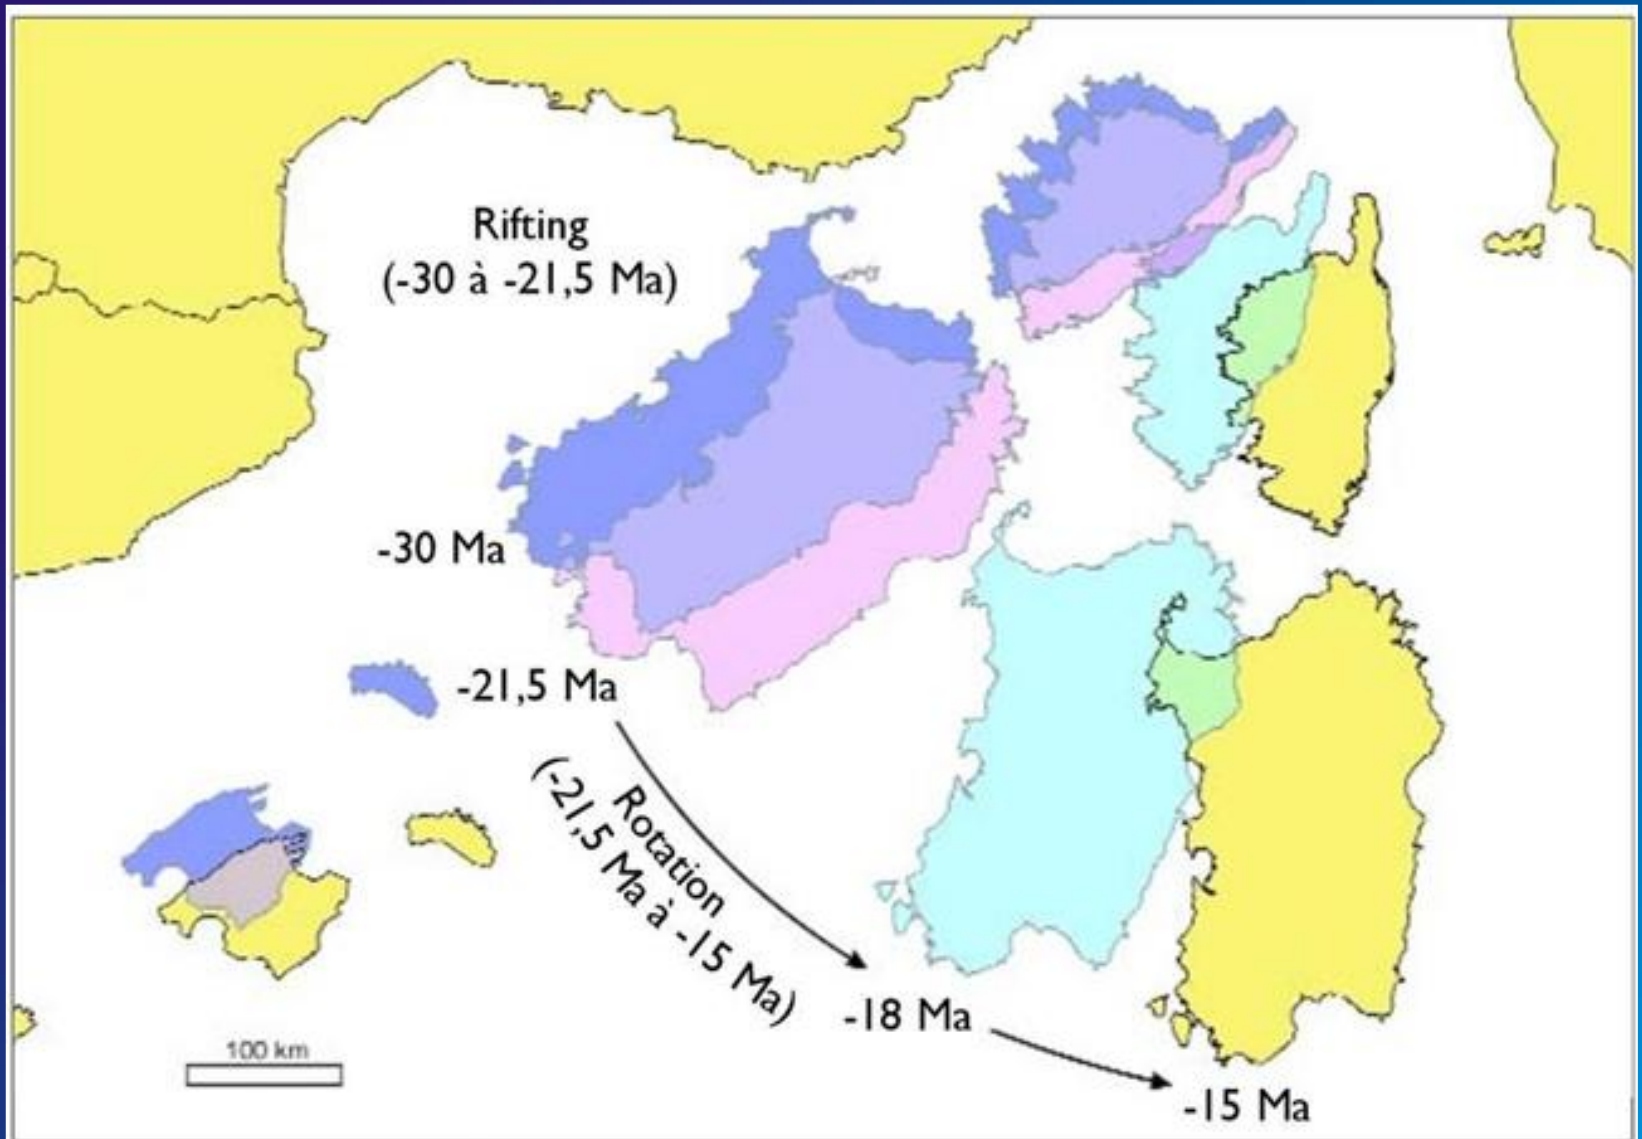 Rifting
(-30 à -21,5 Ma)
-30 Ma
-21,5 Ma
Rotation
(-21,5 Ma à -15 Ma)
-18 Ma
-15 Ma
100 km